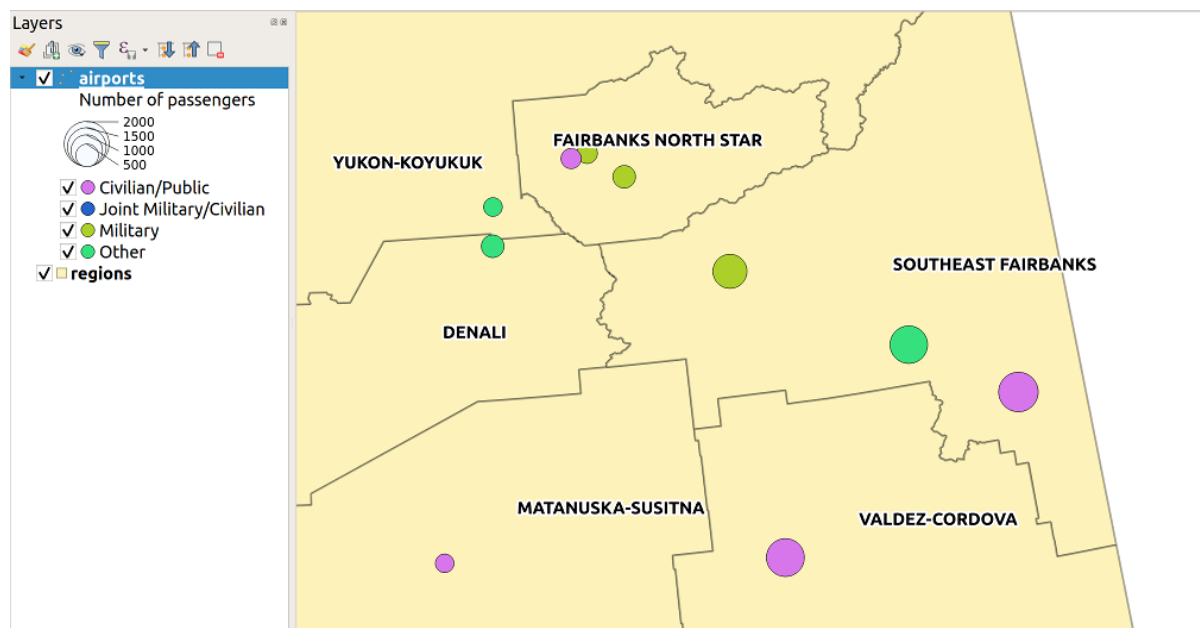 Layers
airports
Number of passengers
2000
1500
1000
500
Civilian/Public
Joint Military/Civilian
Military
Other
regions
FAIRBANKS NORTH STAR
YUKON-KOYUKUK
SOUTHEAST FAIRBANKS
DENALI
MATANUSKA-SUSITNA
VALDEZ-CORDOVA